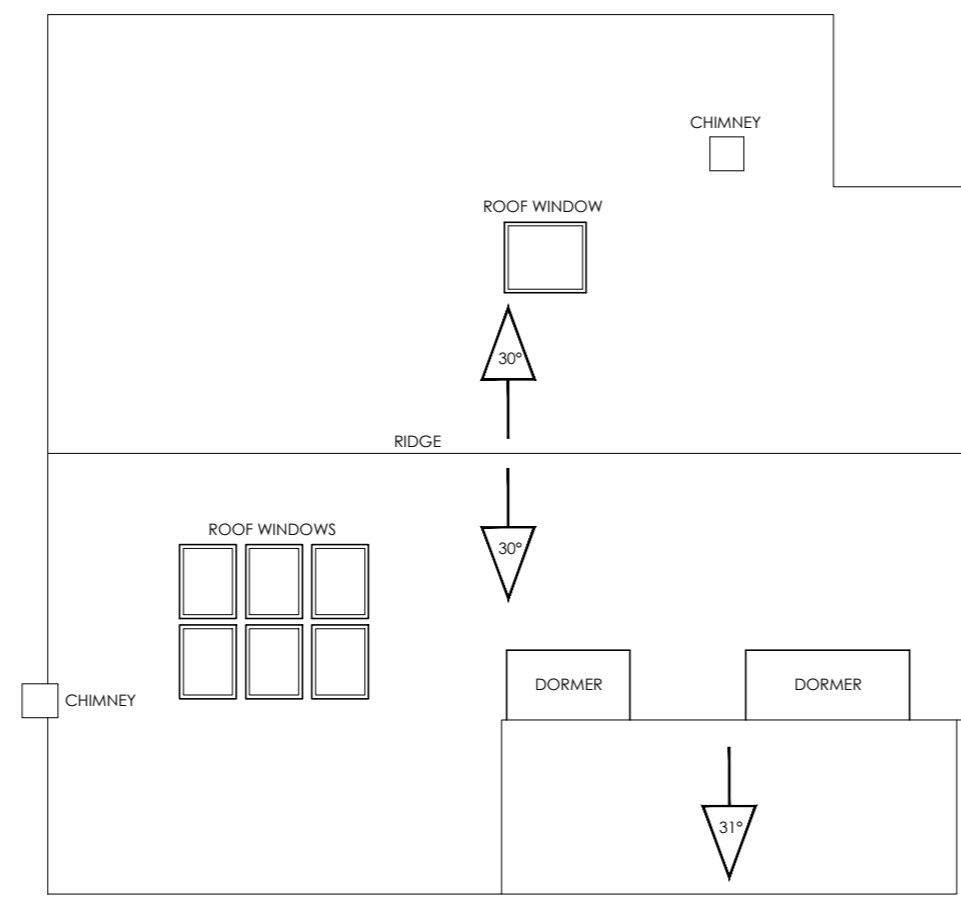 CHIMNEY
ROOF WINDOW
30°
RIDGE
30°
ROOF WINDOWS
DORMER
DORMER
CHIMNEY
31°